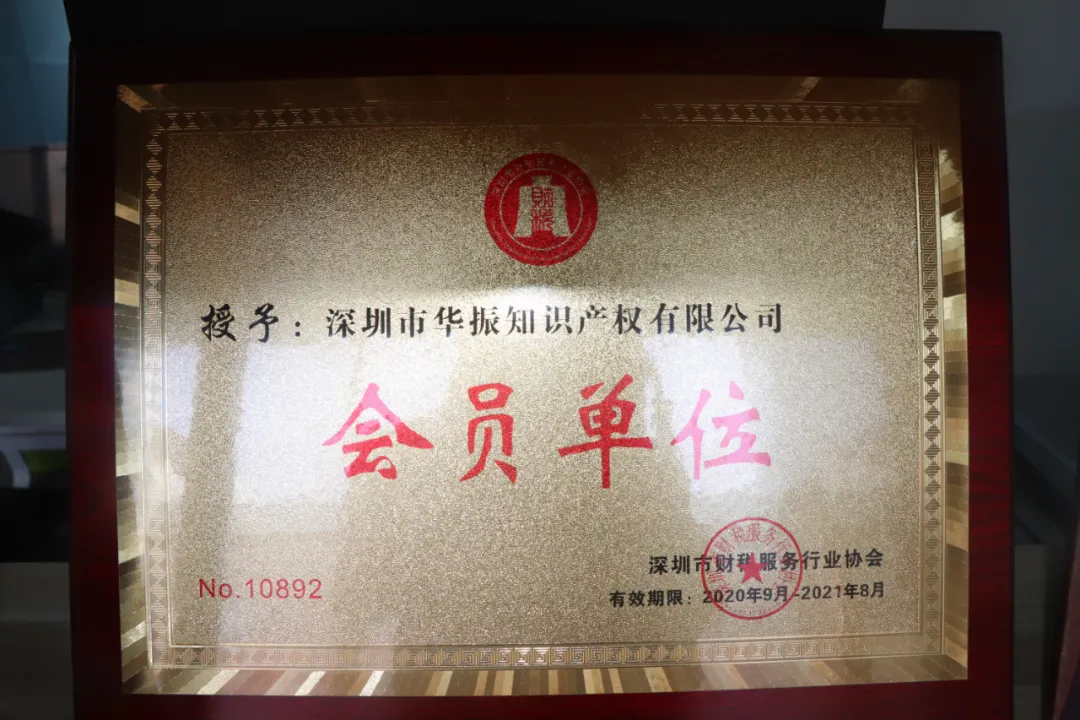 财税
授予：深圳市华振知识产权有限公司
会员单位
No.10892
深圳市财税服务行业协会
有效期限：2020年9月-2021年8月